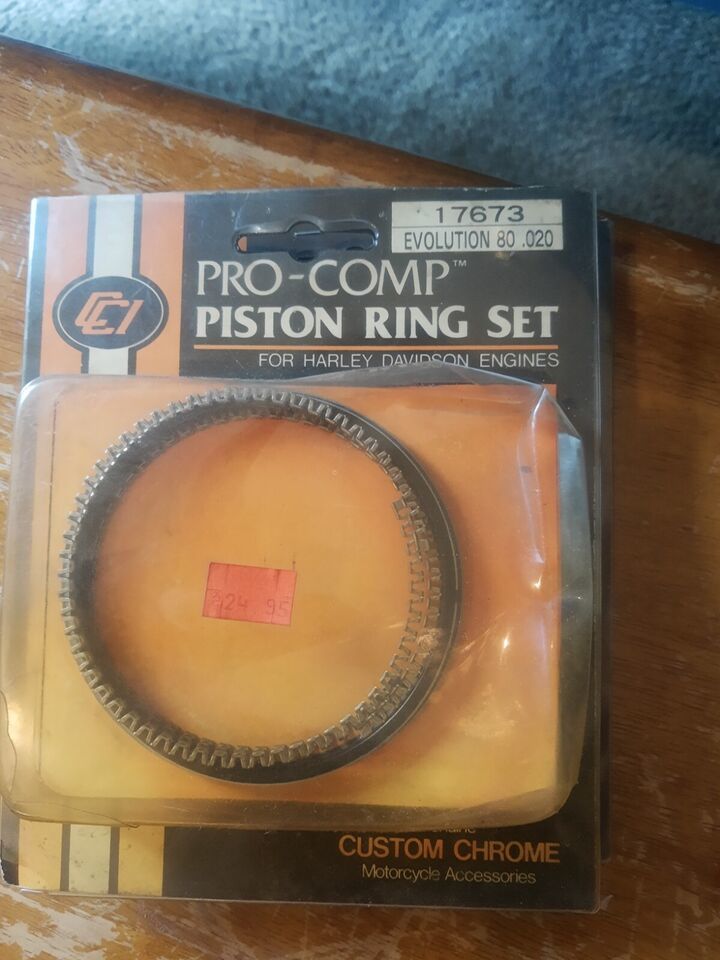 17673
EVOLUTION 80 .020
CCI
PRO-COMP™
PISTON RING SET
FOR HARLEY DAVIDSON ENGINES
24.95
CUSTOM CHROME
Motorcycle Accessories